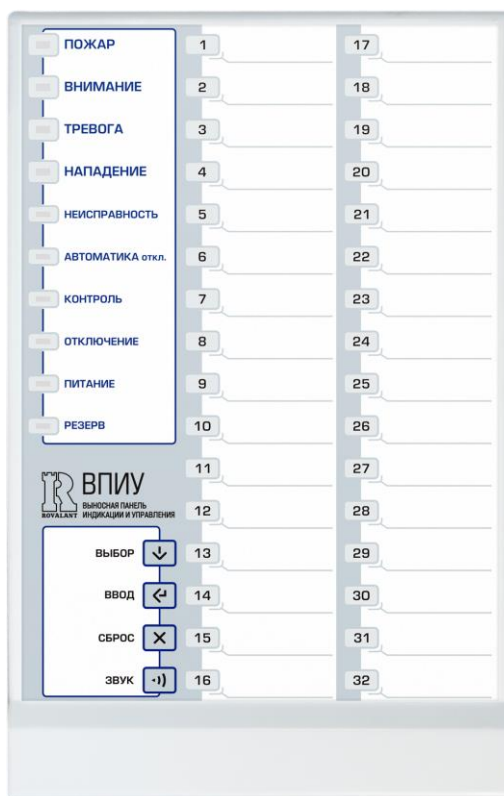 ПОЖАР
ВНИМАНИЕ
ТРЕВОГА
НАПАДЕНИЕ
НЕИСПРАВНОСТЬ
АВТОМАТИКА откл.
КОНТРОЛЬ
ОТКЛЮЧЕНИЕ
ПИТАНИЕ
РЕЗЕРВ
R
ROVALANT
ВПИУ
ВЫНОСНАЯ ПАНЕЛЬ
ИНДИКАЦИИ И УПРАВЛЕНИЯ
ВЫБОР
ВВОД
СБРОС
ЗВУК
1
2
3
4
5
6
7
8
9
10
11
12
13
14
15
16
17
18
19
20
21
22
23
24
25
26
27
28
29
30
31
32